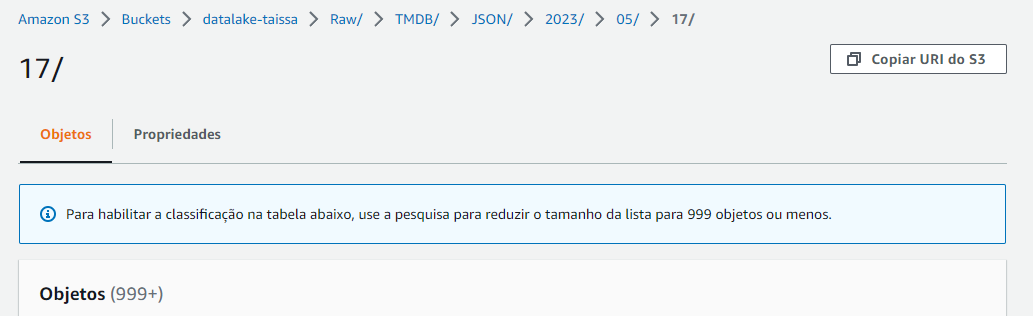 Amazon S3 > Buckets > datalake-taissa > Raw/ > TMDB/ > JSON/ > 2023/ > 05/ > 17/
17/
Copiar URI do S3
Objetos
Propriedades
Para habilitar a classificação na tabela abaixo, use a pesquisa para reduzir o tamanho da lista para 999 objetos ou menos.
Objetos (999+)